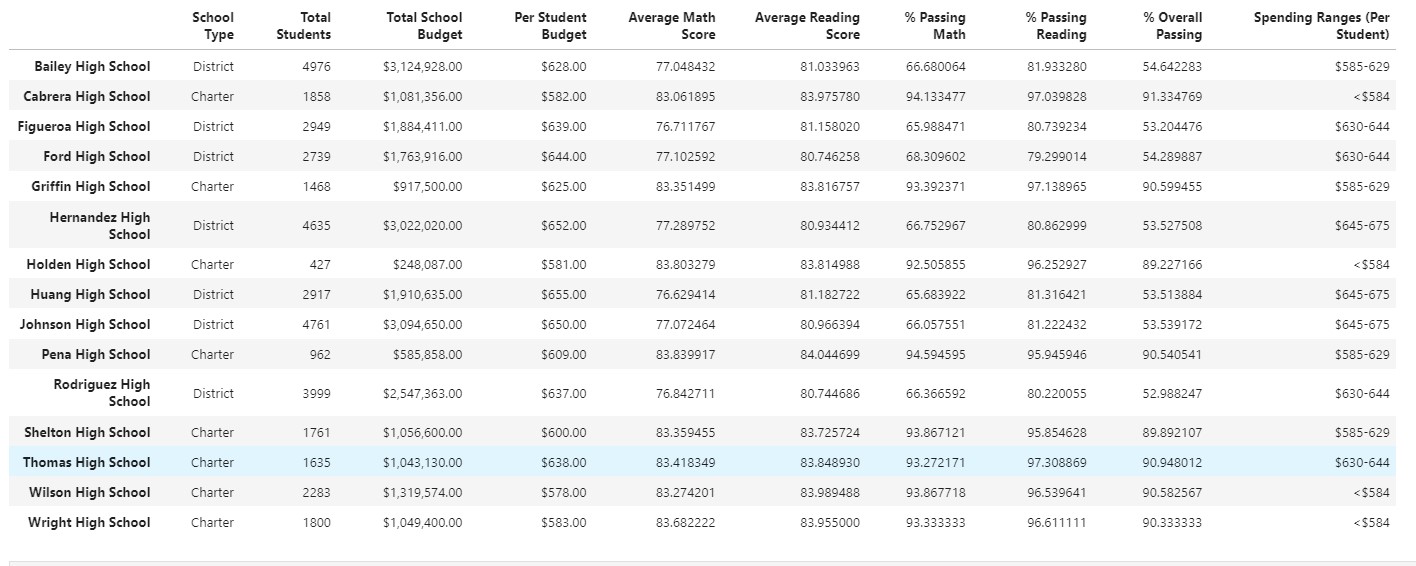 School Type Total Students Total School Budget Per Student Budget Average Math Score Average Reading Score % Passing Math % Passing Reading % Overall Passing Spending Ranges (Per Student)
Bailey High School District 4976 $3,124,928.00 $628.00 77.048432 81.033963 66.680064 81.933280 54.642283 $585-629
Cabrera High School Charter 1858 $1,081,356.00 $582.00 83.061895 83.975780 94.133477 97.039828 91.334769 <$584
Figueroa High School District 2949 $1,884,411.00 $639.00 76.711767 81.158020 65.988471 80.739234 53.204476 $630-644
Ford High School District 2739 $1,763,916.00 $644.00 77.102592 80.746258 68.309602 79.299014 54.289887 $630-644
Griffin High School Charter 1468 $917,500.00 $625.00 83.351499 83.816757 93.392371 97.138965 90.599455 $585-629
Hernandez High School District 4635 $3,022,020.00 $652.00 77.289752 80.934412 66.752967 80.862999 53.527508 $645-675
Holden High School Charter 427 $248,087.00 $581.00 83.803279 83.814988 92.505855 96.252927 89.227166 <$584
Huang High School District 2917 $1,910,635.00 $655.00 76.629414 81.182722 65.683922 81.316421 53.513884 $645-675
Johnson High School District 4761 $3,094,650.00 $650.00 77.072464 80.966394 66.057551 81.222432 53.539172 $645-675
Pena High School Charter 962 $585,858.00 $609.00 83.839917 84.044699 94.594595 95.945946 90.540541 $585-629
Rodriguez High School District 3999 $2,547,363.00 $637.00 76.842711 80.744686 66.366592 80.220055 52.988247 $630-644
Shelton High School Charter 1761 $1,056,600.00 $600.00 83.359455 83.725724 93.867121 95.854628 89.892107 $585-629
Thomas High School Charter 1635 $1,043,130.00 $638.00 83.418349 83.848930 93.272171 97.308869 90.948012 $630-644
Wilson High School Charter 2283 $1,319,574.00 $578.00 83.274201 83.989488 93.867718 96.539641 90.582567 <$584
Wright High School Charter 1800 $1,049,400.00 $583.00 83.682222 83.955000 93.333333 96.611111 90.333333 <$584